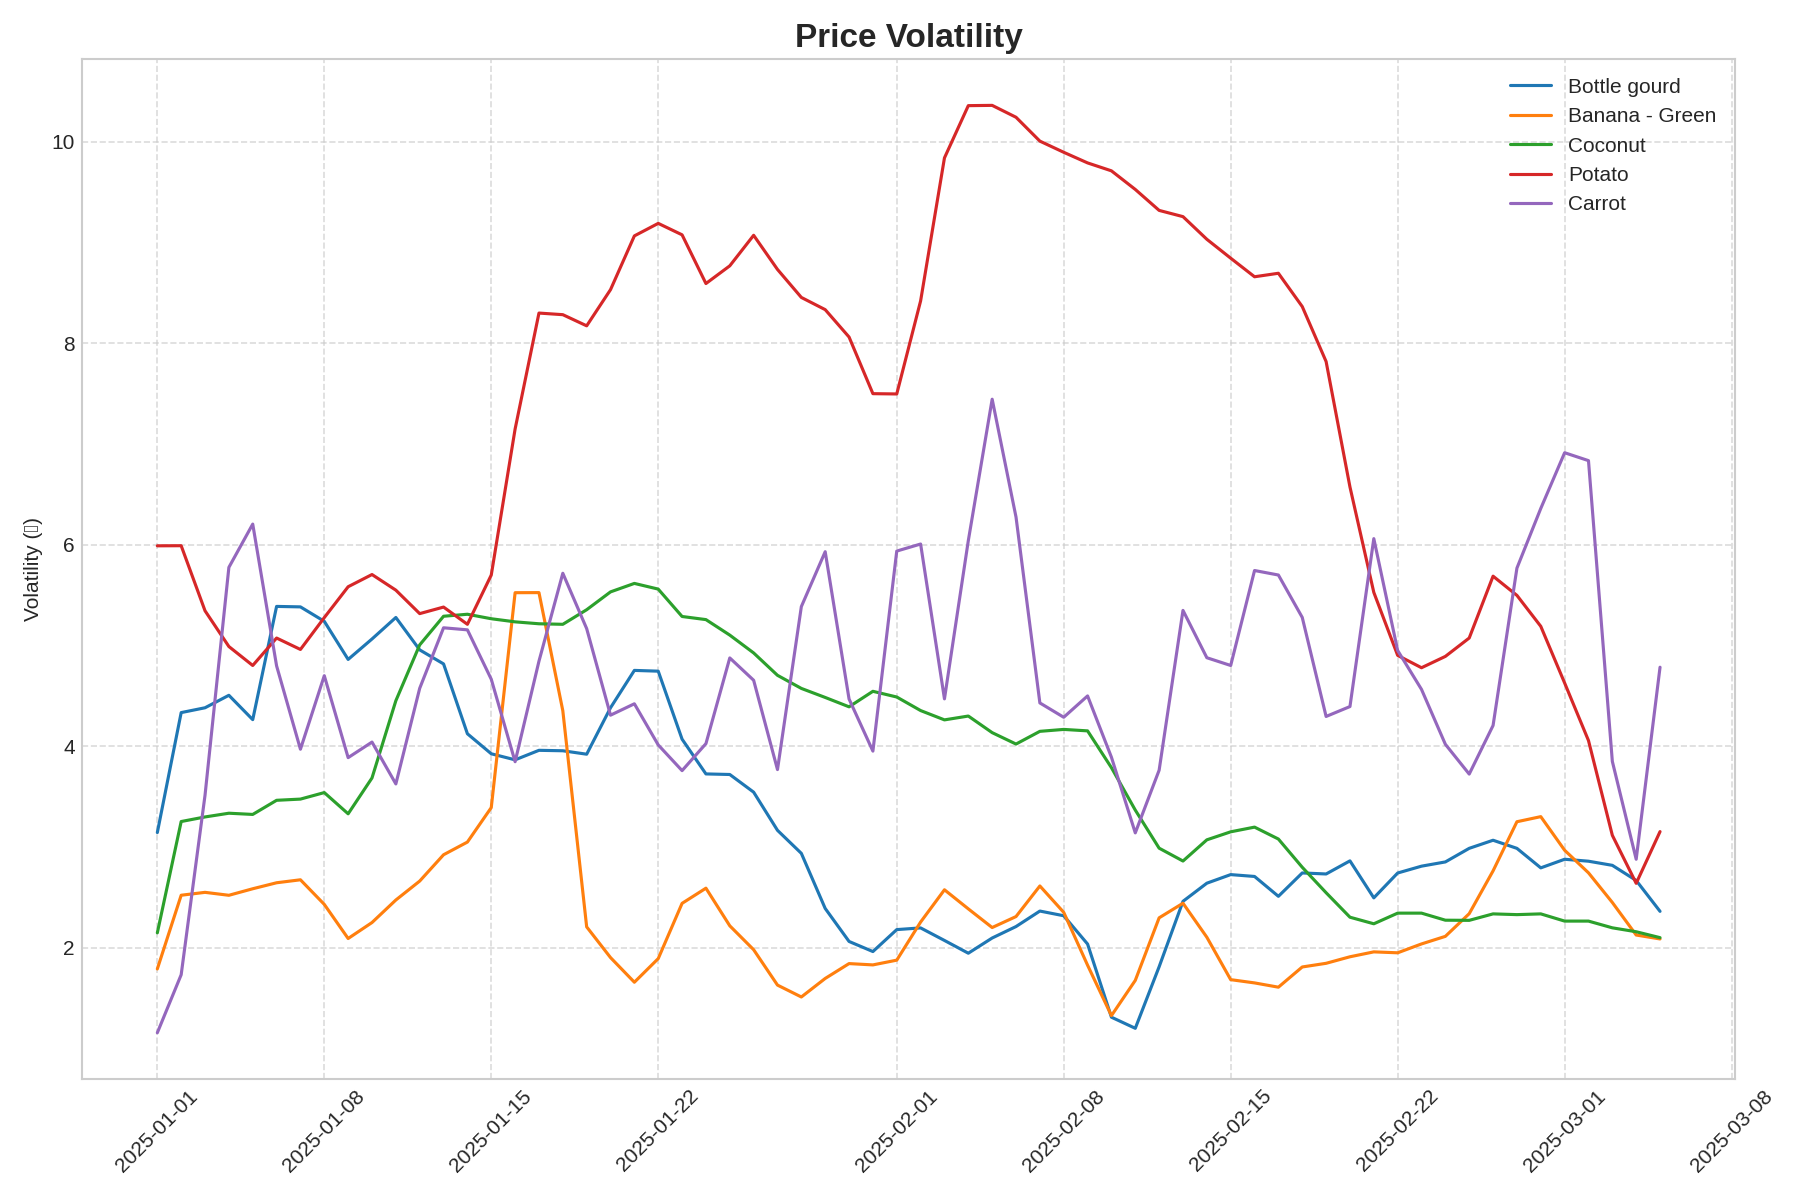 Price Volatility
Bottle gourd
Banana - Green
Coconut
Potato
Carrot
Volatility (▯)
10
8
6
4
2
2025-01-01
2025-01-08
2025-01-15
2025-01-22
2025-02-01
2025-02-08
2025-02-15
2025-02-22
2025-03-01
2025-03-08